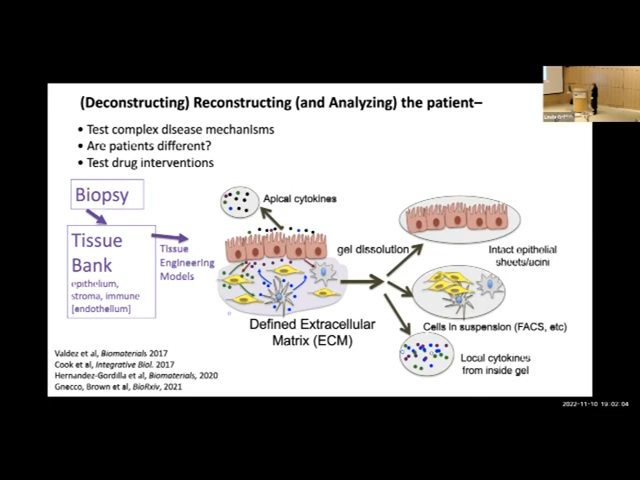 (Deconstructing) Reconstructing (and Analyzing) the patient–
• Test complex disease mechanisms
• Are patients different?
• Test drug interventions
Biopsy
Tissue
Bank
epithelium,
stroma, immune
[endothellum]
Tissue
Engineering
Models
Apical cytokines
Defined Extracellular
Matrix (ECM)
gel dissolution
Intact epithelial
sheets/ucini
Cells in suspension (FACS, etc)
Local cytokines
from inside gel
Valdez et al, Biomaterials 2017
Cook et al, Integrative Biol. 2017
Hernandez-Gordilla et al, Biomaterials, 2020
Gnecco, Brown et al, BioRxiv, 2021
2022-11-10 19:02:04